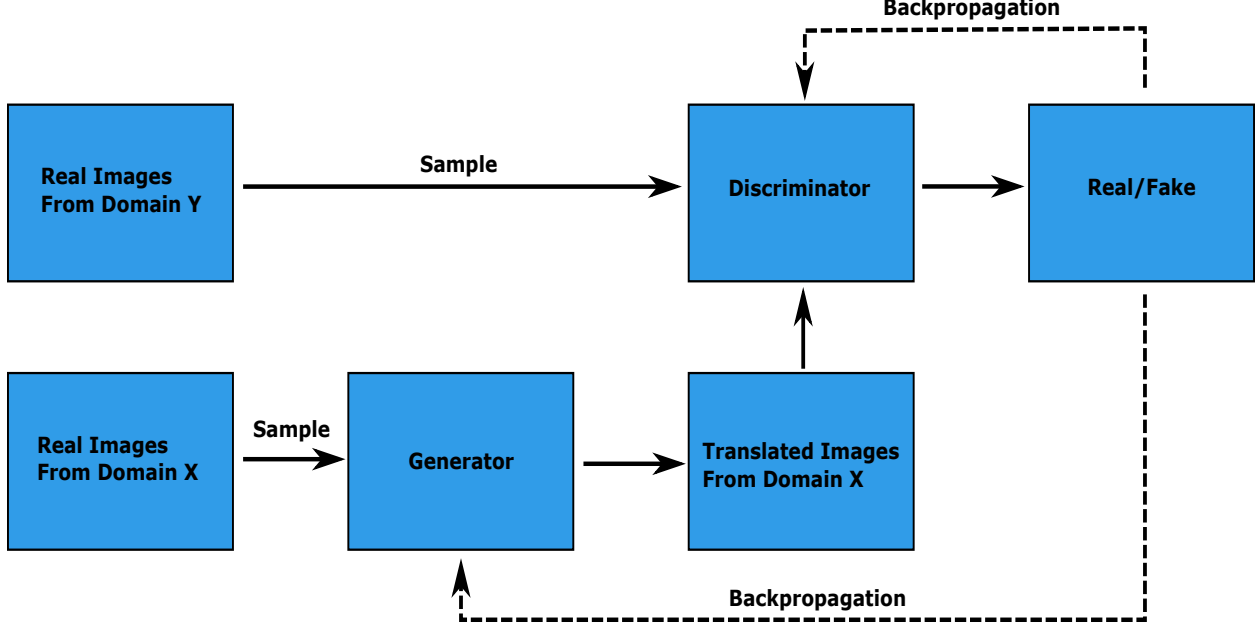 Backpropagation
Real Images
From Domain Y
Sample
Discriminator
Real/Fake
Real Images
From Domain X
Sample
Generator
Translated Images
From Domain X
Backpropagation